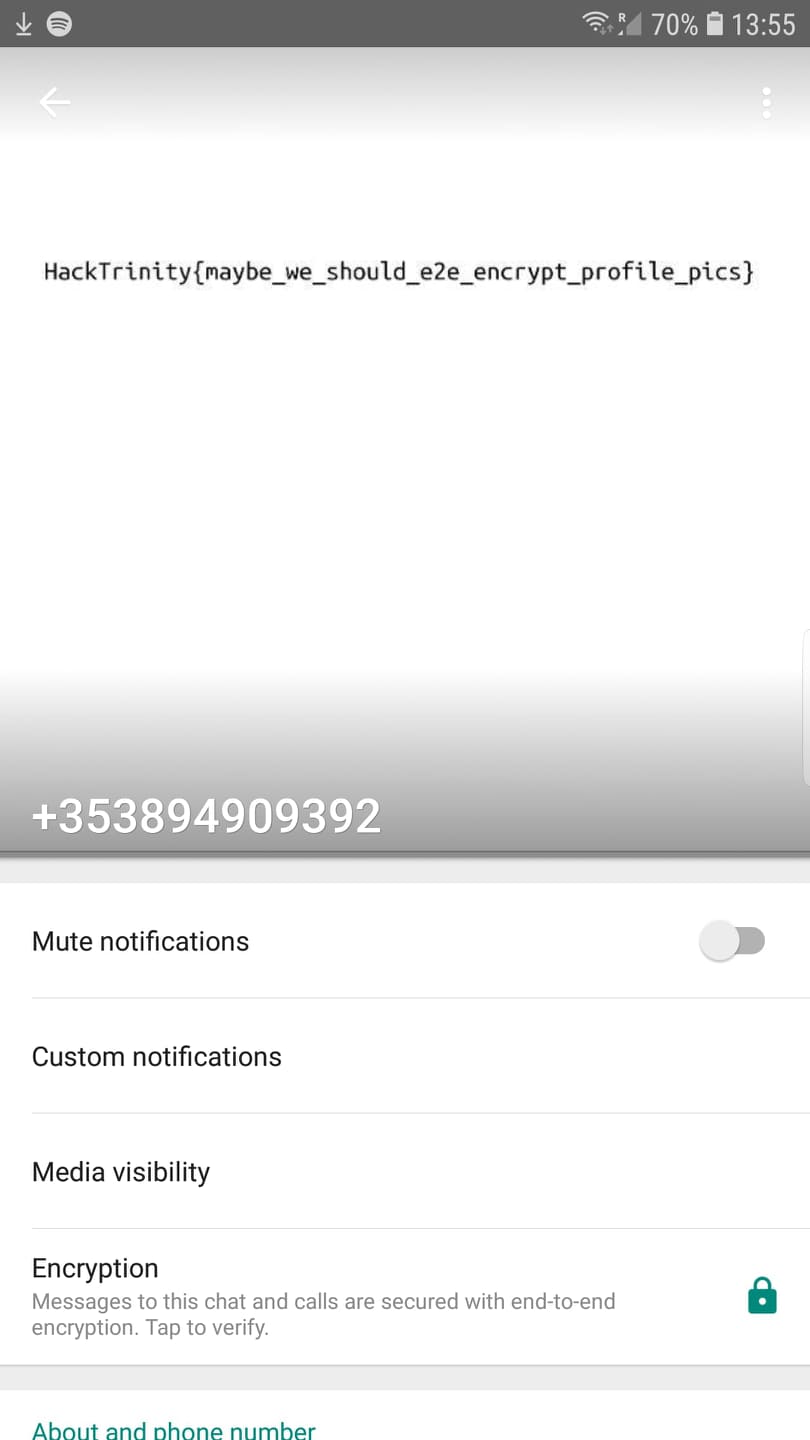 R 70% 13:55
HackTrinity{maybe_we_should_e2e_encrypt_profile_pics}
+353894909392
Mute notifications
Custom notifications
Media visibility
Encryption
Messages to this chat and calls are secured with end-to-end
encryption. Tap to verify.
About and phone number